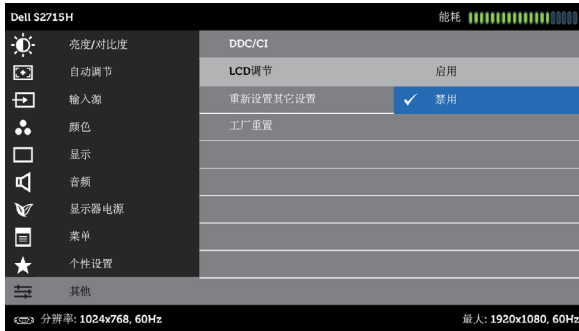 Dell S2715H 能耗
亮度/对比度 DDC/CI
自动调节 LCD调节 启用
输入源 重新设置其它设置 禁用
颜色 工厂重置
显示
音频
显示器电源
菜单
个性设置
其他
分辨率: 1024x768, 60Hz 最大: 1920x1080, 60Hz